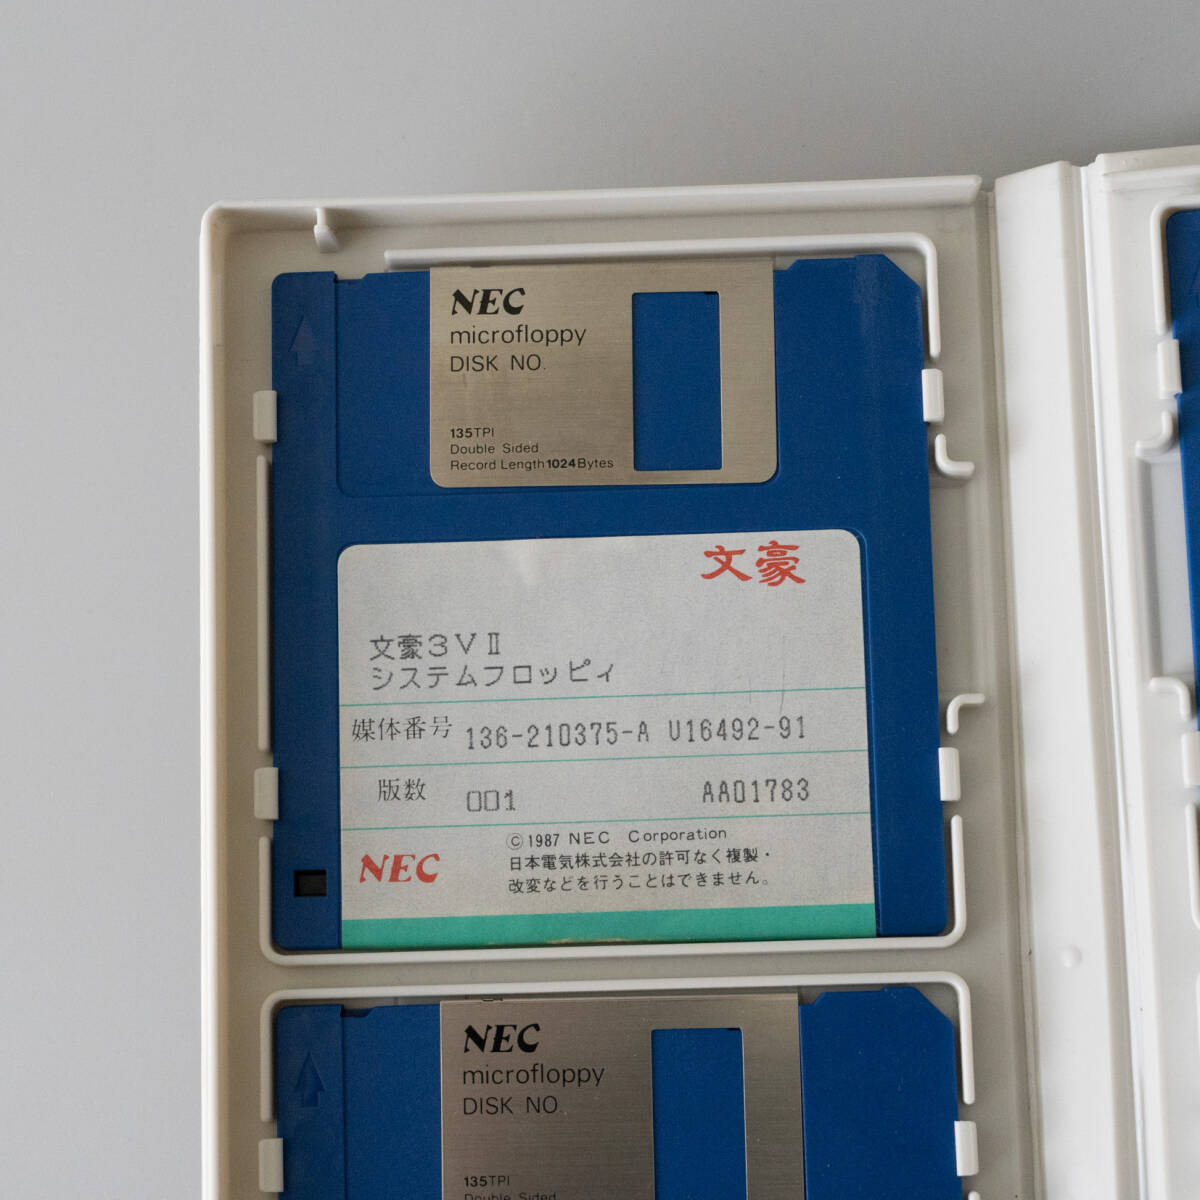 NEC
microfloppy
DISK NO.
135TPI
Double Sided
Record Length 1024Bytes
文豪
文豪3VⅡ
システムフロッピィ
媒体番号 136-210375-A U16492-91
版数 001 AA01783
© 1987 NEC Corporation
日本電気株式会社の許可なく複製・
改変などを行うことはできません。
NEC
NEC
microfloppy
DISK NO
135TPI
Double Sided